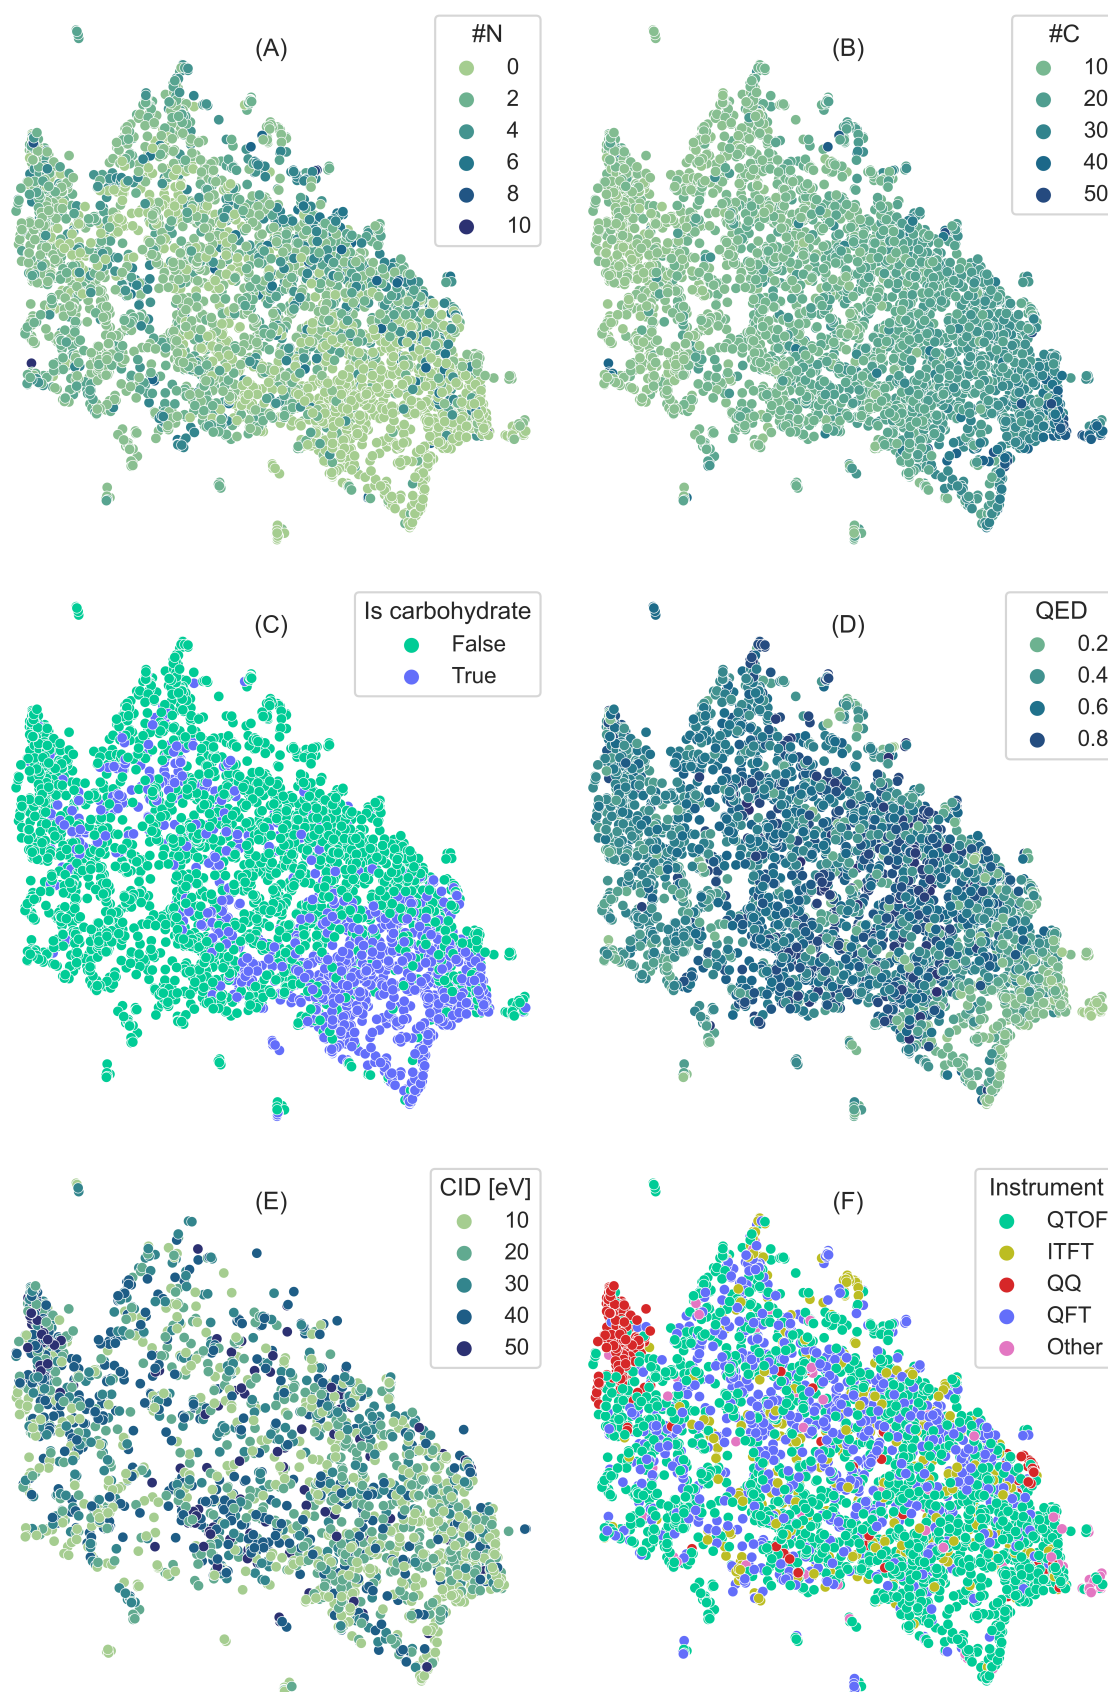 (A)
#N
0
2
4
6
8
10
(B)
#C
10
20
30
40
50
(C)
Is carbohydrate
False
True
(D)
QED
0.2
0.4
0.6
0.8
(E)
CID [eV]
10
20
30
40
50
(F)
Instrument
QTOF
ITFT
QQ
QFT
Other